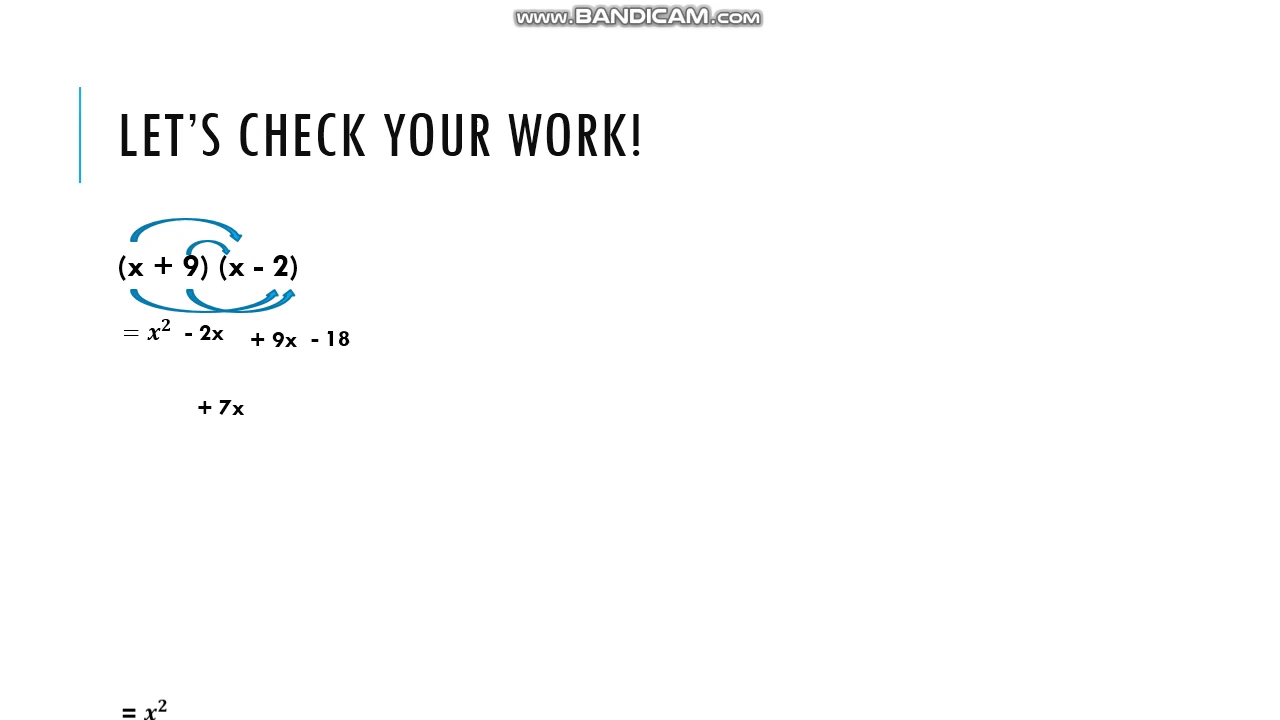 www.BANDICAM.com
LET’S CHECK YOUR WORK!
(x + 9) (x - 2)
= x² - 2x + 9x - 18
+ 7x
= x²